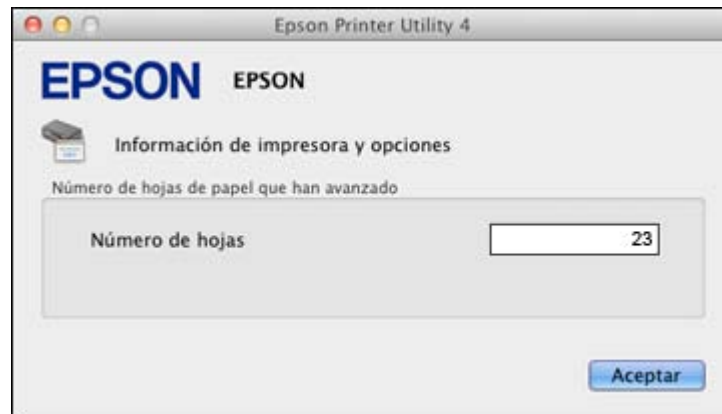 Epson Printer Utility 4
EPSON EPSON
Información de impresora y opciones
Número de hojas de papel que han avanzado
Número de hojas 23
Aceptar